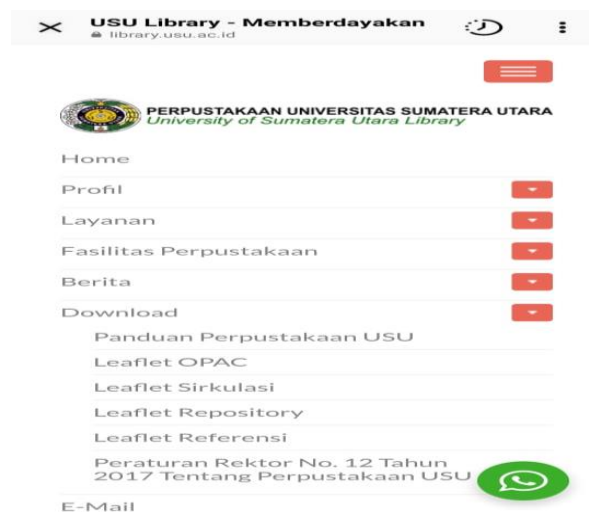 USU Library - Memberdayakan
library.usu.ac.id
PERPUSTAKAAN UNIVERSITAS SUMATERA UTARA
University of Sumatera Utara Library
Home
Profil
Layanan
Fasilitas Perpustakaan
Berita
Download
Panduan Perpustakaan USU
Leaflet OPAC
Leaflet Sirkulasi
Leaflet Repository
Leaflet Referensi
Peraturan Rektor No. 12 Tahun
2017 Tentang Perpustakaan USU
E-Mail